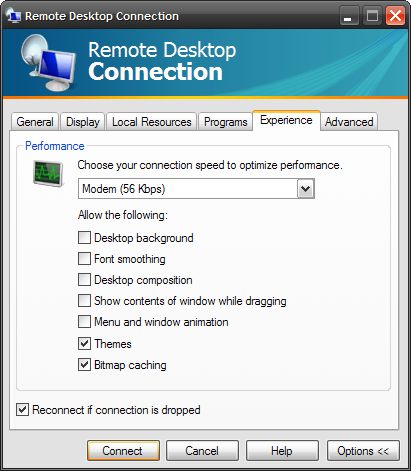 Remote Desktop Connection
Remote Desktop
Connection
General Display Local Resources Programs Experience Advanced
Performance
Choose your connection speed to optimize performance.
Modem (56 Kbps)
Allow the following:
Desktop background
Font smoothing
Desktop composition
Show contents of window while dragging
Menu and window animation
Themes
Bitmap caching
Reconnect if connection is dropped
Connect Cancel Help Options <<